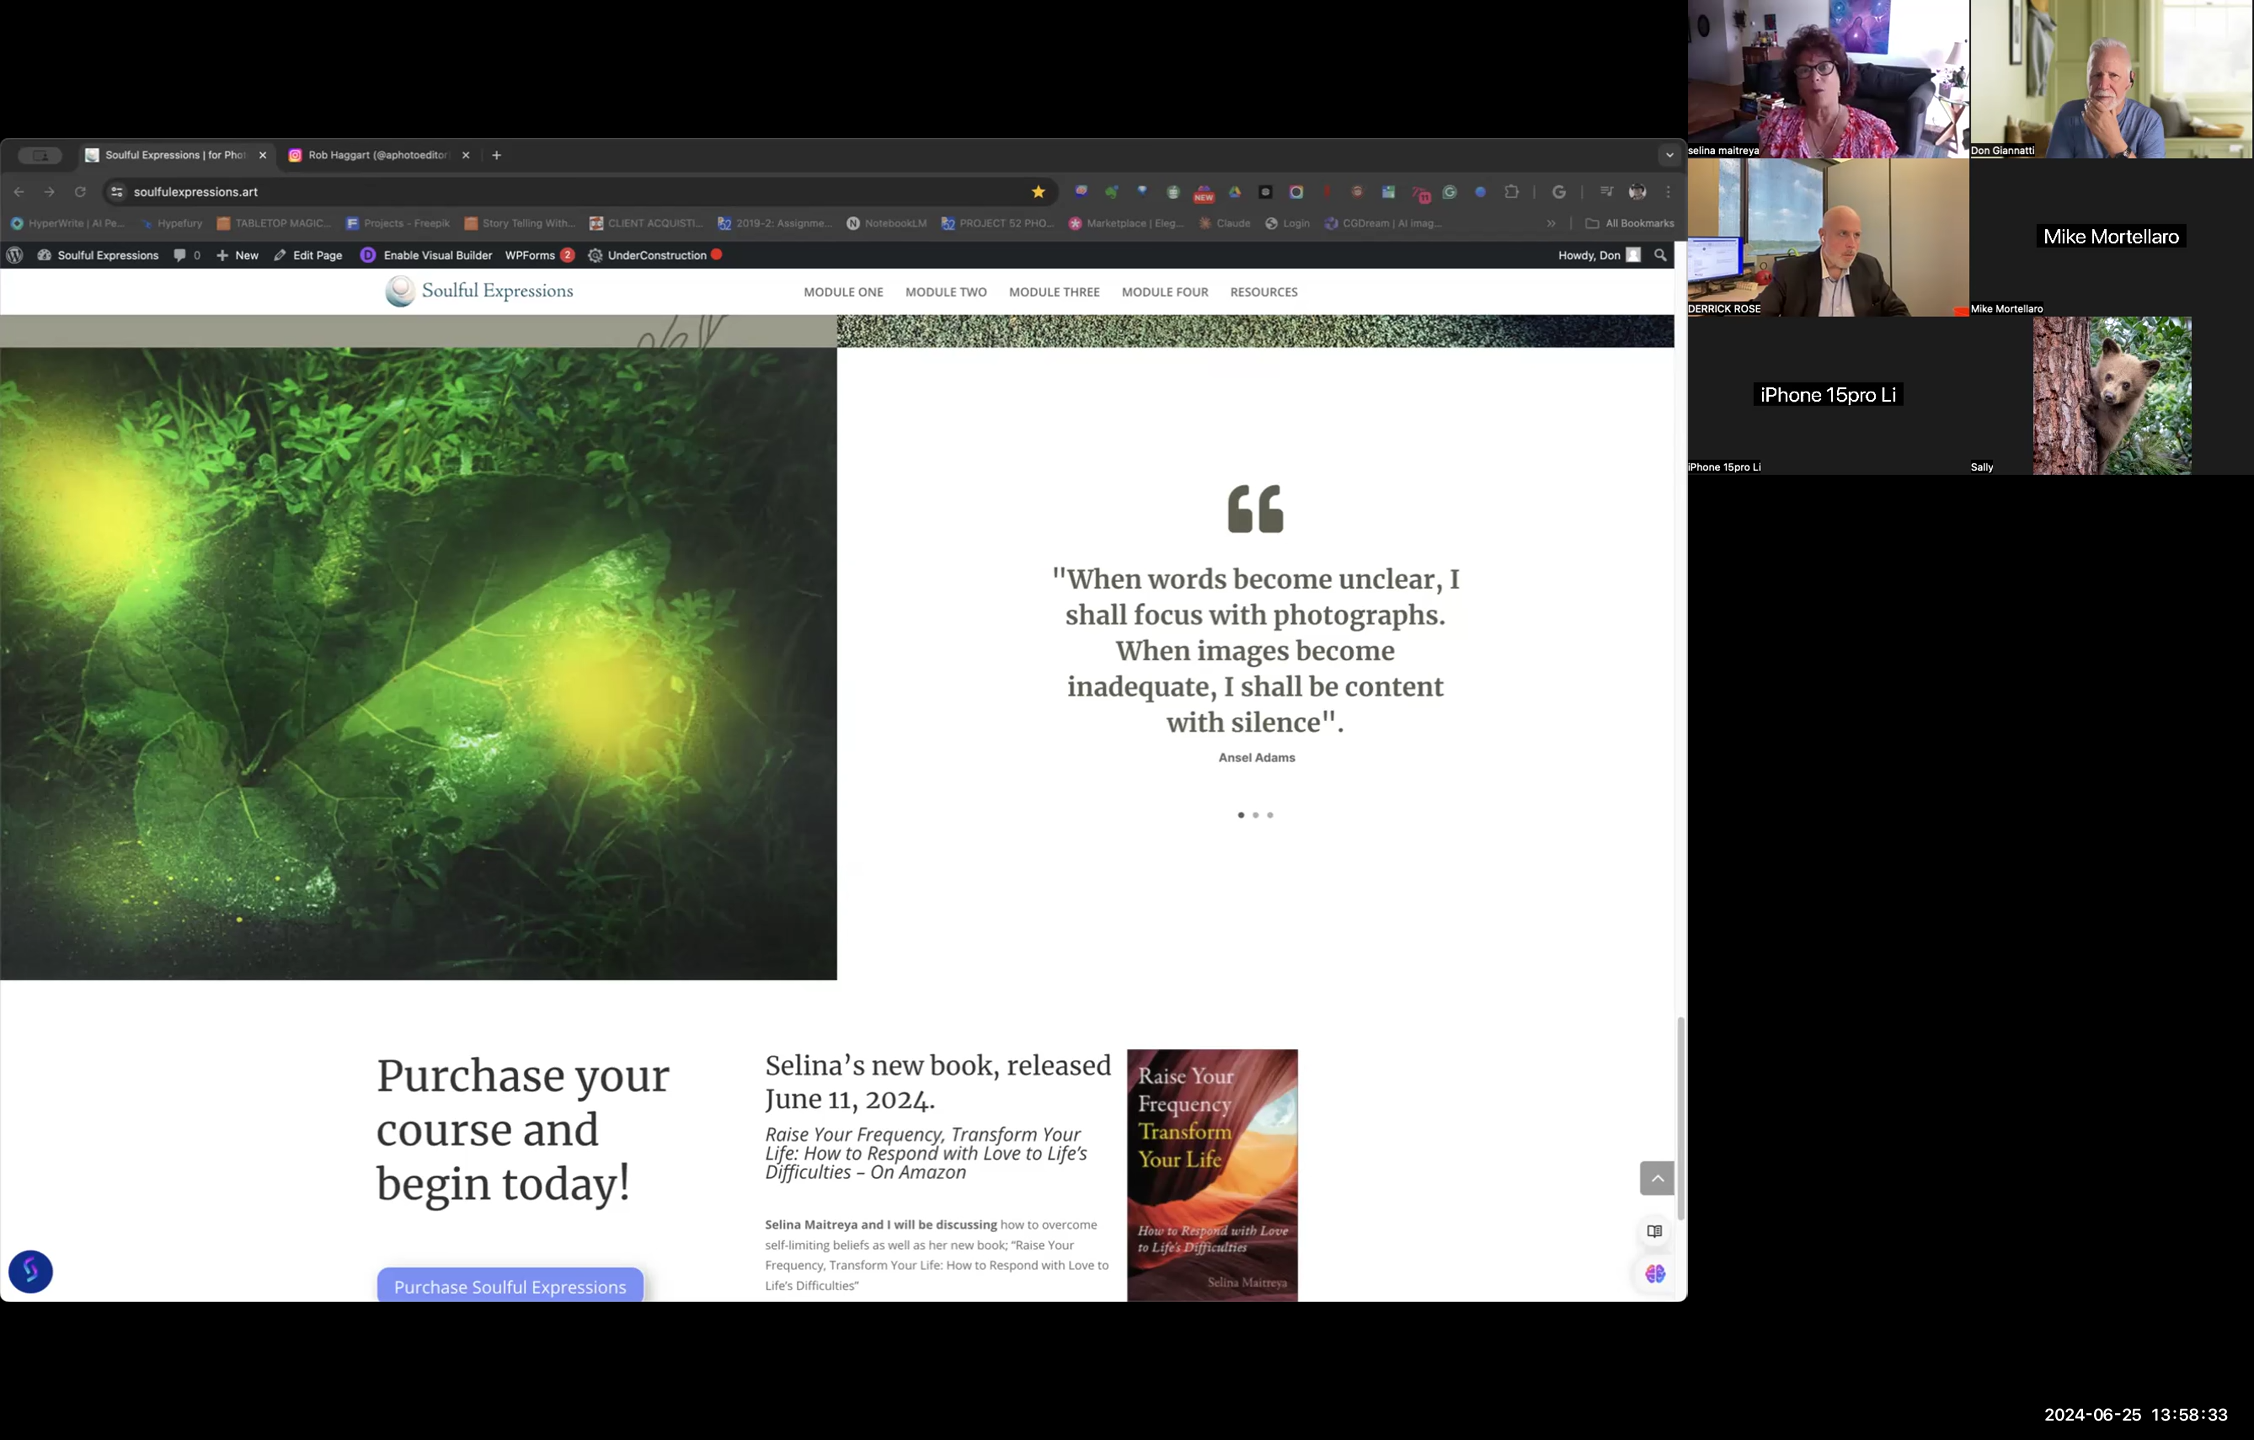 Soulful Expressions | for Phot
Rob Haggart (@aphotoeditor
soulfulexpressions.art
NEW
11
HyperWrite | AI Pe...
Hypefury
TABLETOP MAGIC...
Projects - Freepik
Story Telling With...
CLIENT ACQUISTI...
2019-2: Assignme...
NotebookLM
PROJECT 52 PHO...
Marketplace | Eleg...
Claude
Login
CGDream | AI imag...
All Bookmarks
Soulful Expressions
0
New
Edit Page
Enable Visual Builder
WPForms 2
UnderConstruction
Howdy, Don
Soulful Expressions
MODULE ONE
MODULE TWO
MODULE THREE
MODULE FOUR
RESOURCES
"When words become unclear, I
shall focus with photographs.
When images become
inadequate, I shall be content
with silence".
Ansel Adams
Purchase your
course and
begin today!
Purchase Soulful Expressions
Selina’s new book, released
June 11, 2024.
Raise Your Frequency, Transform Your
Life: How to Respond with Love to Life’s
Difficulties – On Amazon
Selina Maitreya and I will be discussing how to overcome
self-limiting beliefs as well as her new book; “Raise Your
Frequency, Transform Your Life: How to Respond with Love to
Life’s Difficulties”
Raise Your
Frequency
Transform
Your Life
How to Respond with Love
to Life's Difficulties
Selina Maitreya
selina maitreya
Don Giannatti
DERRICK ROSE
Mike Mortellaro
Mike Mortellaro
iPhone 15pro Li
iPhone 15pro Li
Sally
2024-06-25 13:58:33